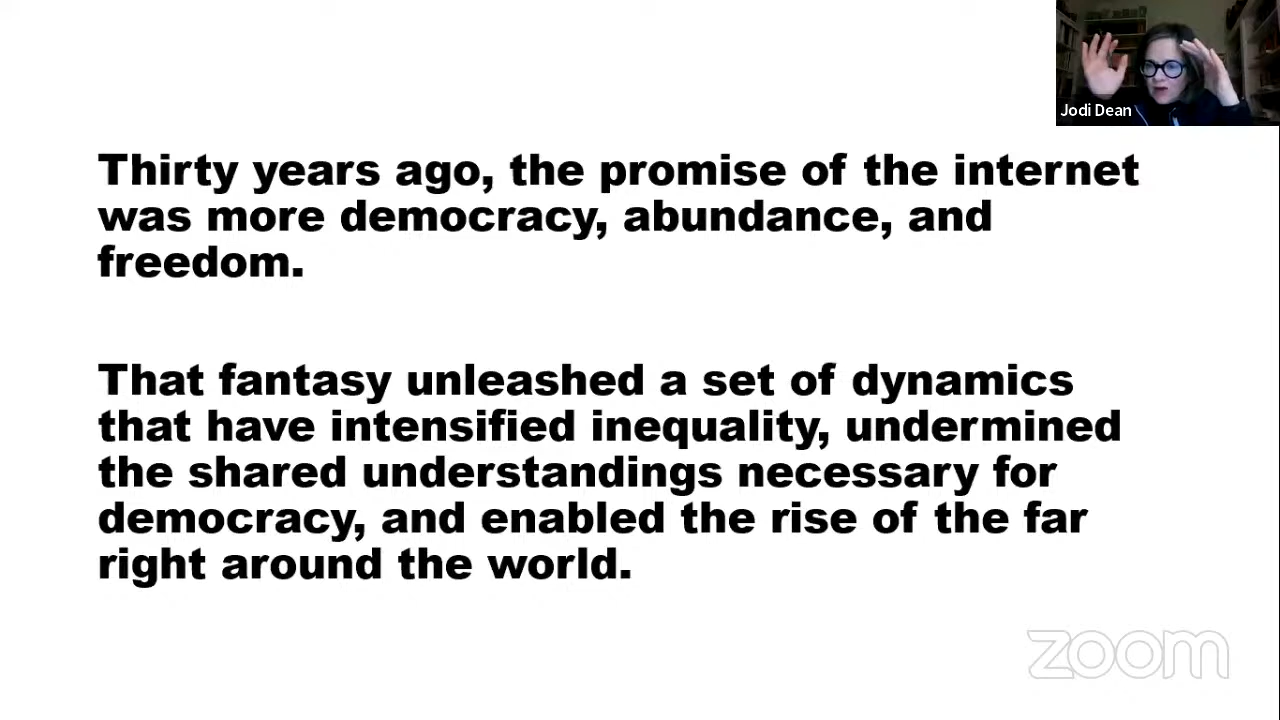 Jodi Dean
Thirty years ago, the promise of the internet
was more democracy, abundance, and
freedom.
That fantasy unleashed a set of dynamics
that have intensified inequality, undermined
the shared understandings necessary for
democracy, and enabled the rise of the far
right around the world.
zoom